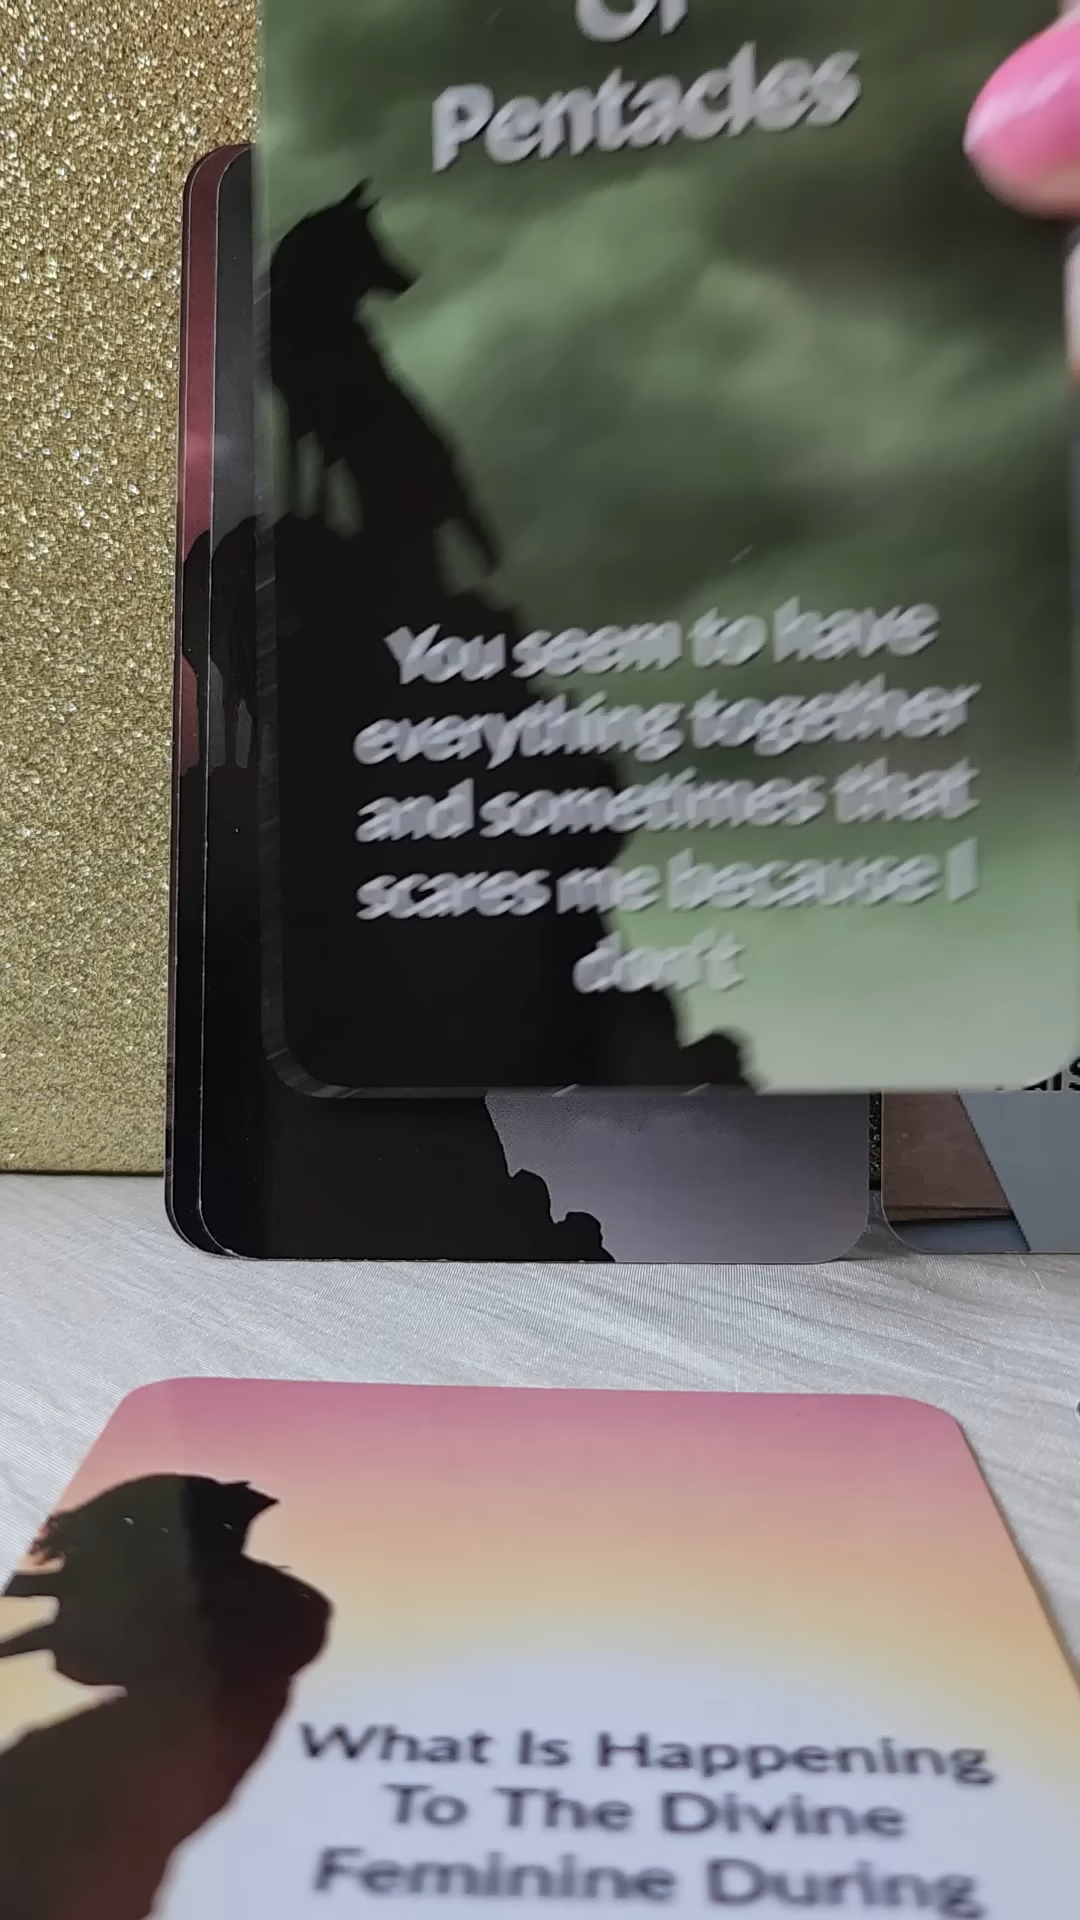 Of
Pentacles
You seem to have
everything together
and sometimes that
scares me because I
don't
What Is Happening
To The Divine
Feminine During